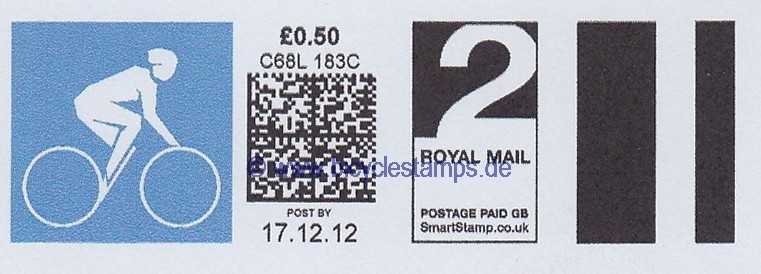 £0.50
C68L 183C
POST BY
17.12.12
2
ROYAL MAIL
POSTAGE PAID GB
SmartStamp.co.uk
© www.bicyclestamps.de